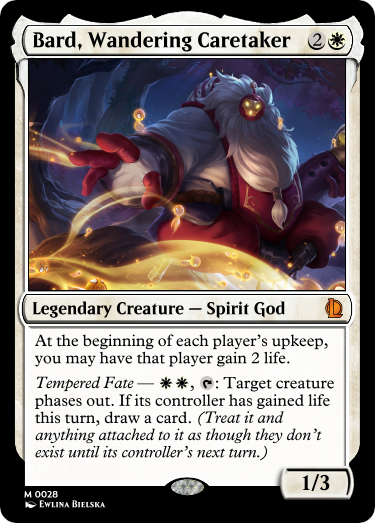 Bard, Wandering Caretaker 2
Legendary Creature — Spirit God
At the beginning of each player's upkeep,
you may have that player gain 2 life.
Tempered Fate — , : Target creature
phases out. If its controller has gained life
this turn, draw a card. (Treat it and
anything attached to it as though they don't
exist until its controller's next turn.)
1/3
M 0028
Ewlina Bielska